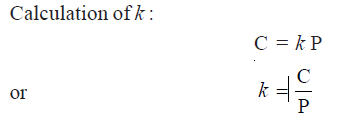 Calculation of k :
C = k P
or k = C/P